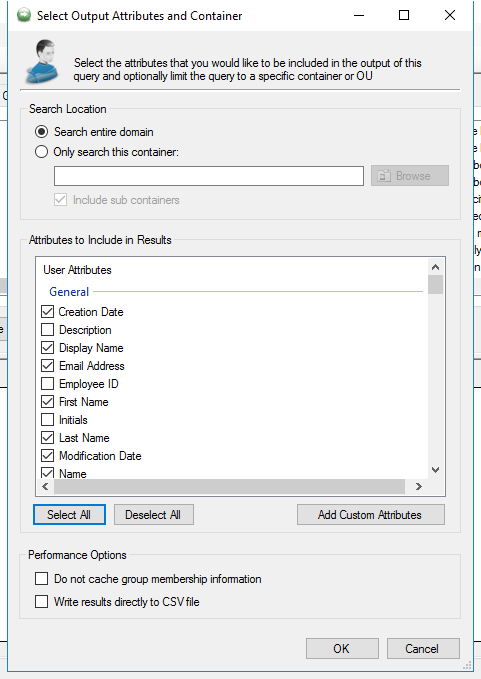 Select Output Attributes and Container
Select the attributes that you would like to be included in the output of this
query and optionally limit the query to a specific container or OU
Search Location
Search entire domain
Only search this container:
Browse
Include sub containers
Attributes to Include in Results
User Attributes
General
Creation Date
Description
Display Name
Email Address
Employee ID
First Name
Initials
Last Name
Modification Date
Name
Select All
Deselect All
Add Custom Attributes
Performance Options
Do not cache group membership information
Write results directly to CSV file
OK
Cancel